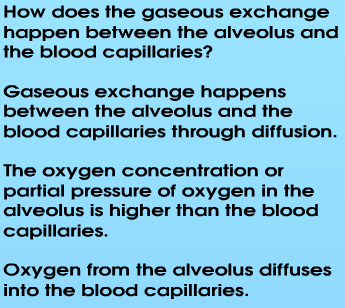 How does the gaseous exchange
happen between the alveolus and
the blood capillaries?
Gaseous exchange happens
between the alveolus and the
blood capillaries through diffusion.
The oxygen concentration or
partial pressure of oxygen in the
alveolus is higher than the blood
capillaries.
Oxygen from the alveolus diffuses
into the blood capillaries.